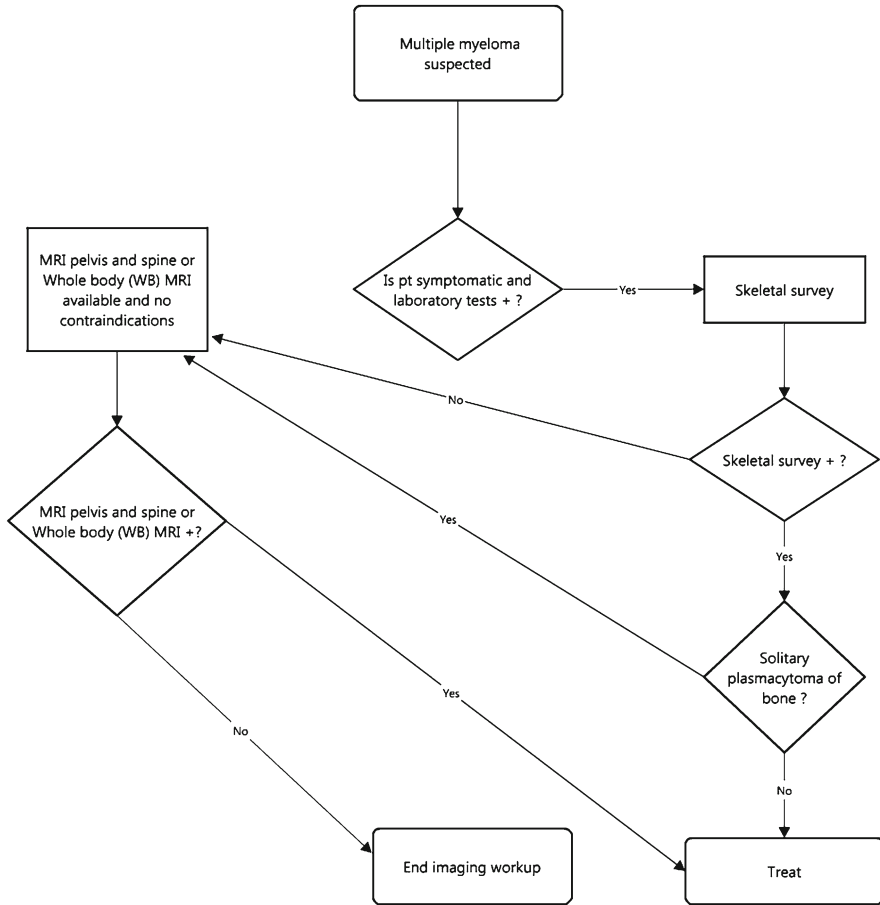 Multiple myeloma
suspected
Is pt symptomatic and
laboratory tests + ?
Yes
Skeletal survey
MRI pelvis and spine or
Whole body (WB) MRI
available and no
contraindications
No
Skeletal survey + ?
MRI pelvis and spine or
Whole body (WB) MRI +?
Yes
Yes
Solitary
plasmacytoma of
bone ?
Yes
No
No
End imaging workup
Treat